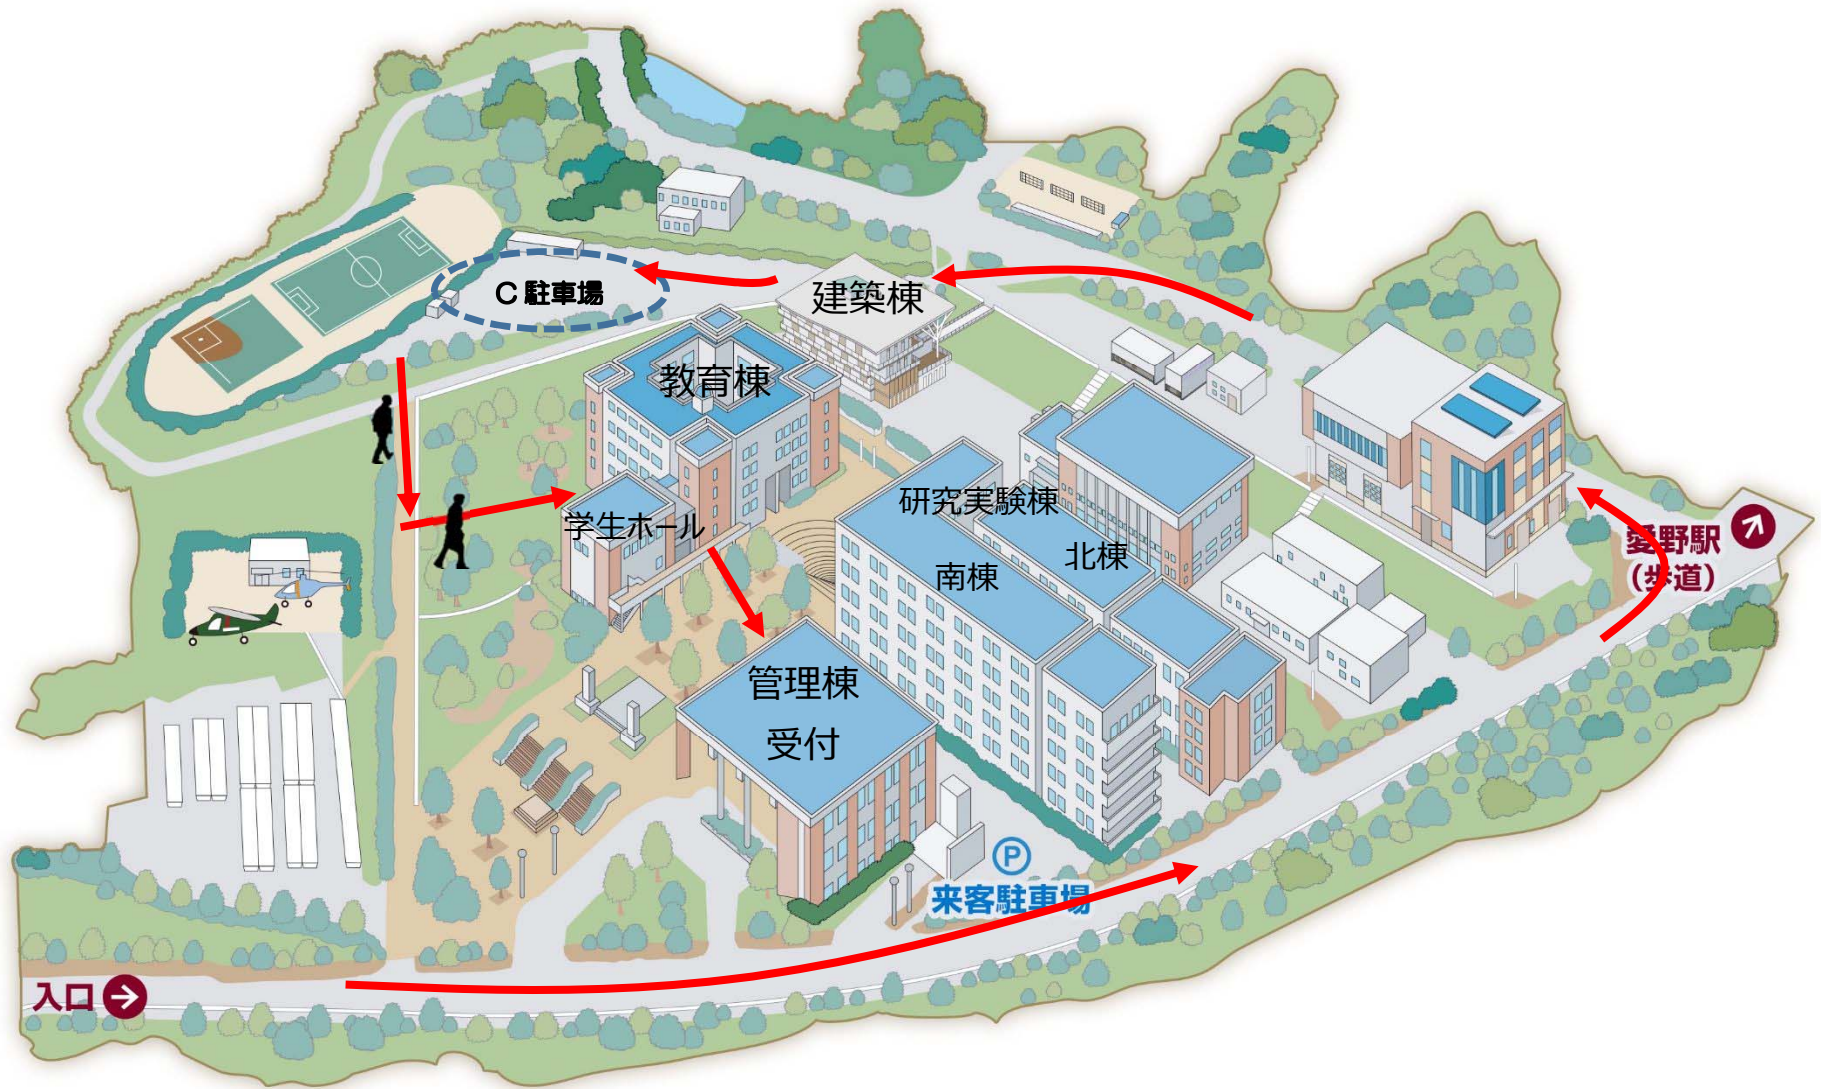 C 駐車場
建築棟
教育棟
研究実験棟
学生ホール
北棟
南棟
愛野駅
(歩道)
管理棟
受付
P
来客駐車場
入口